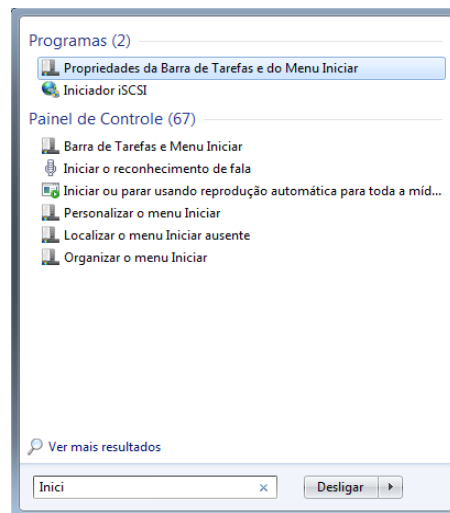 Programas (2)
Propriedades da Barra de Tarefas e do Menu Iniciar
Iniciador iSCSI
Painel de Controle (67)
Barra de Tarefas e Menu Iniciar
Iniciar o reconhecimento de fala
Iniciar ou parar usando reprodução automática para toda a míd...
Personalizar o menu Iniciar
Localizar o menu Iniciar ausente
Organizar o menu Iniciar
Ver mais resultados
Inici
Desligar